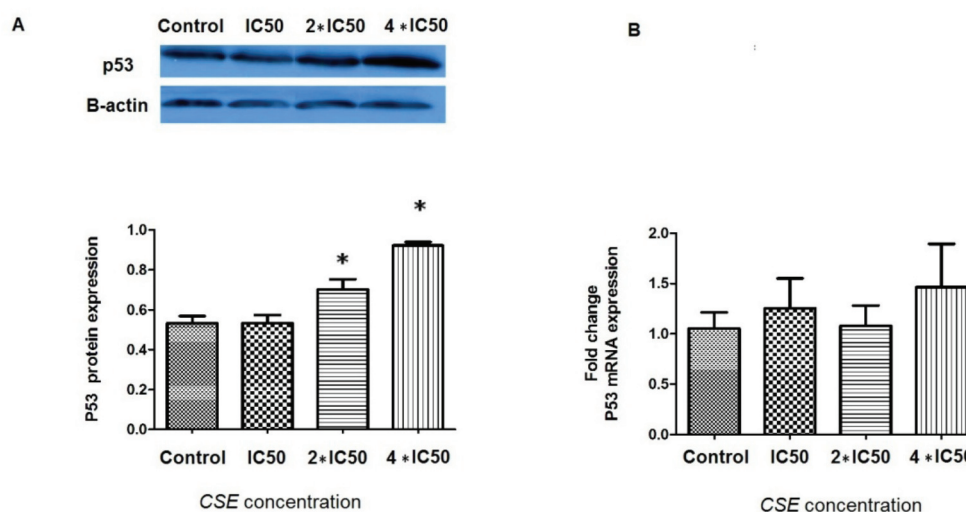 A
Control IC50 2*IC50 4 *IC50
p53
B-actin
P53 protein expression
1.0
0.8
0.6
0.4
0.2
0.0
*
*
Control IC50 2*IC50 4 *IC50
CSE concentration
B
Fold change
P53 mRNA expression
2.0
1.5
1.0
0.5
0.0
Control IC50 2*IC50 4 *IC50
CSE concentration